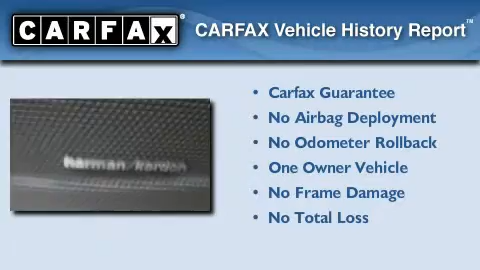 CARFAX
CARFAX Vehicle History Report™
• Carfax Guarantee
• No Airbag Deployment
• No Odometer Rollback
• One Owner Vehicle
• No Frame Damage
• No Total Loss
harman/kardon